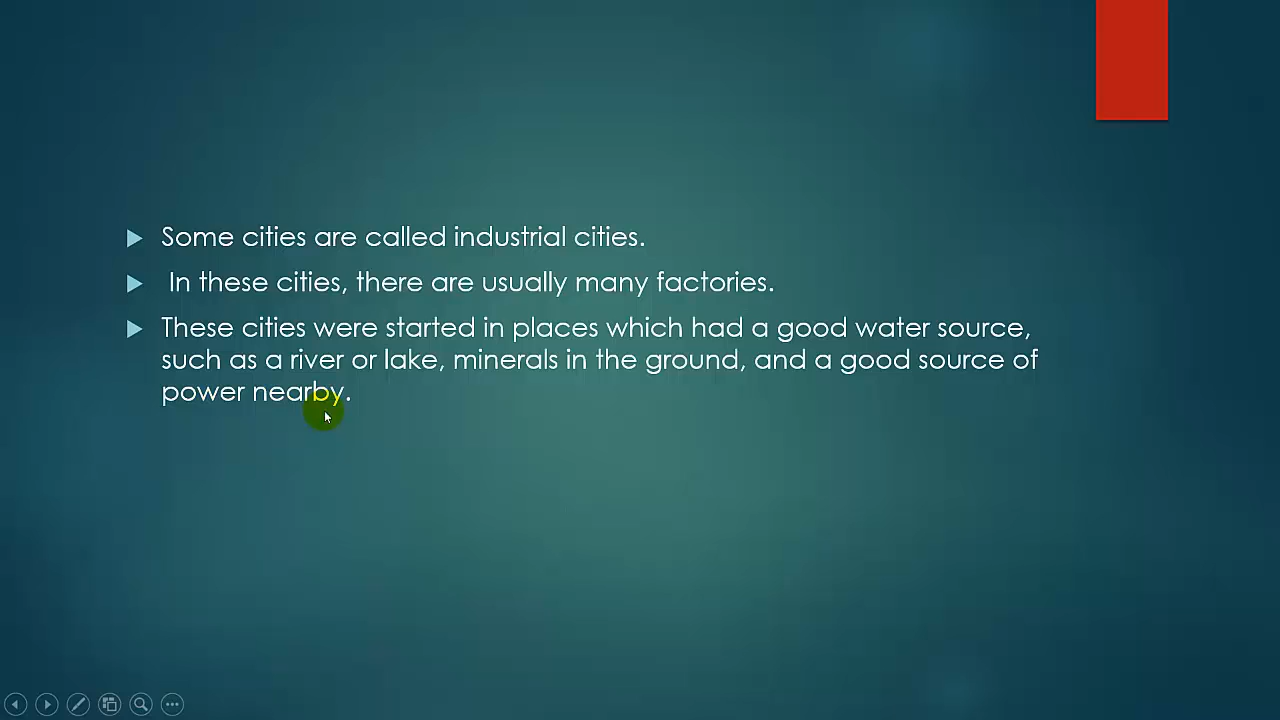 Some cities are called industrial cities.
In these cities, there are usually many factories.
These cities were started in places which had a good water source,
such as a river or lake, minerals in the ground, and a good source of
power nearby.